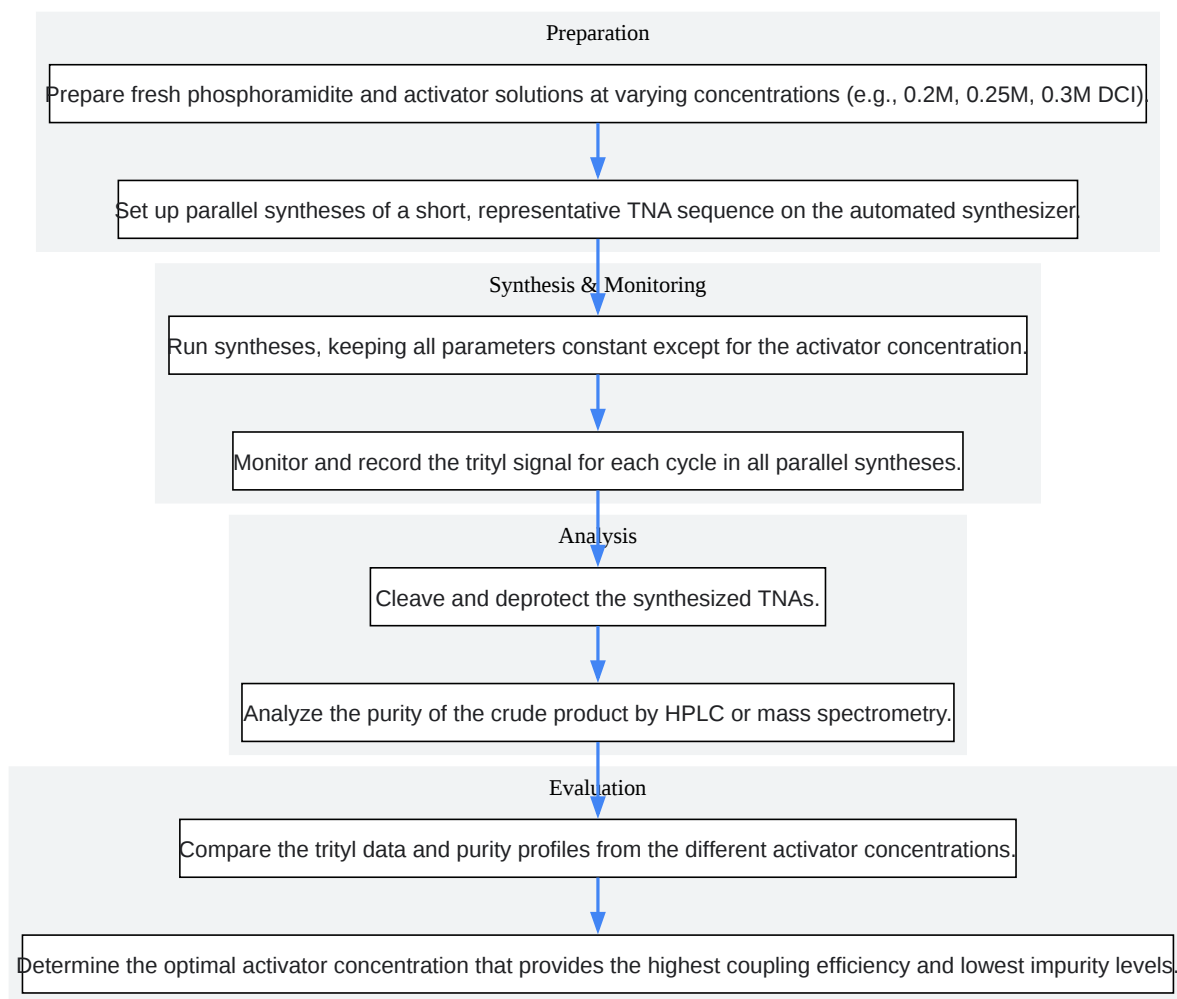 Preparation
Prepare fresh phosphoramidite and activator solutions at varying concentrations (e.g., 0.2M, 0.25M, 0.3M DCI).
Set up parallel syntheses of a short, representative TNA sequence on the automated synthesizer.
Synthesis & Monitoring
Run syntheses, keeping all parameters constant except for the activator concentration.
Monitor and record the trityl signal for each cycle in all parallel syntheses.
Analysis
Cleave and deprotect the synthesized TNAs.
Analyze the purity of the crude product by HPLC or mass spectrometry.
Evaluation
Compare the trityl data and purity profiles from the different activator concentrations.
Determine the optimal activator concentration that provides the highest coupling efficiency and lowest impurity levels.